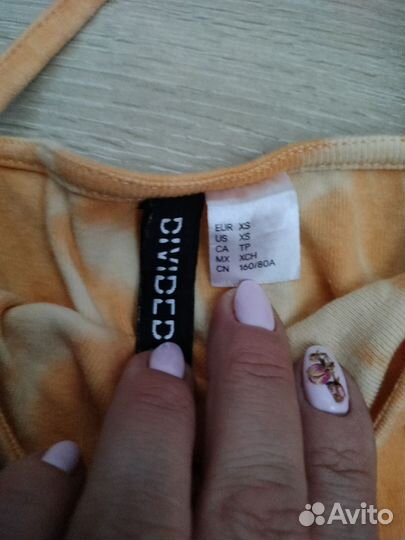 DIVIDED
EUR XS
US XS
CA TP
MX XCH
CN 160/80A
Avito